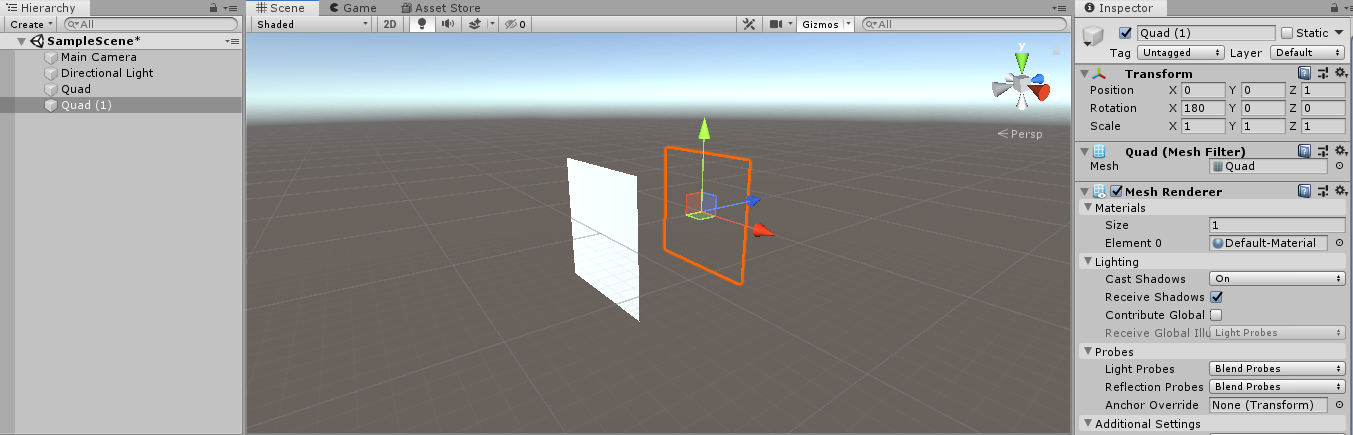 Hierarchy
Create
All
SampleScene*
Main Camera
Directional Light
Quad
Quad (1)
Scene
Game
Asset Store
Shaded
2D
0
Gizmos
All
y
Persp
Inspector
Quad (1)
Static
Tag Untagged Layer Default
Transform
Position X 0 Y 0 Z 1
Rotation X 180 Y 0 Z 0
Scale X 1 Y 1 Z 1
Quad (Mesh Filter)
Mesh Quad
Mesh Renderer
Materials
Size 1
Element 0 Default-Material
Lighting
Cast Shadows On
Receive Shadows
Contribute Global
Receive Global Illu Light Probes
Probes
Light Probes Blend Probes
Reflection Probes Blend Probes
Anchor Override None (Transform)
Additional Settings